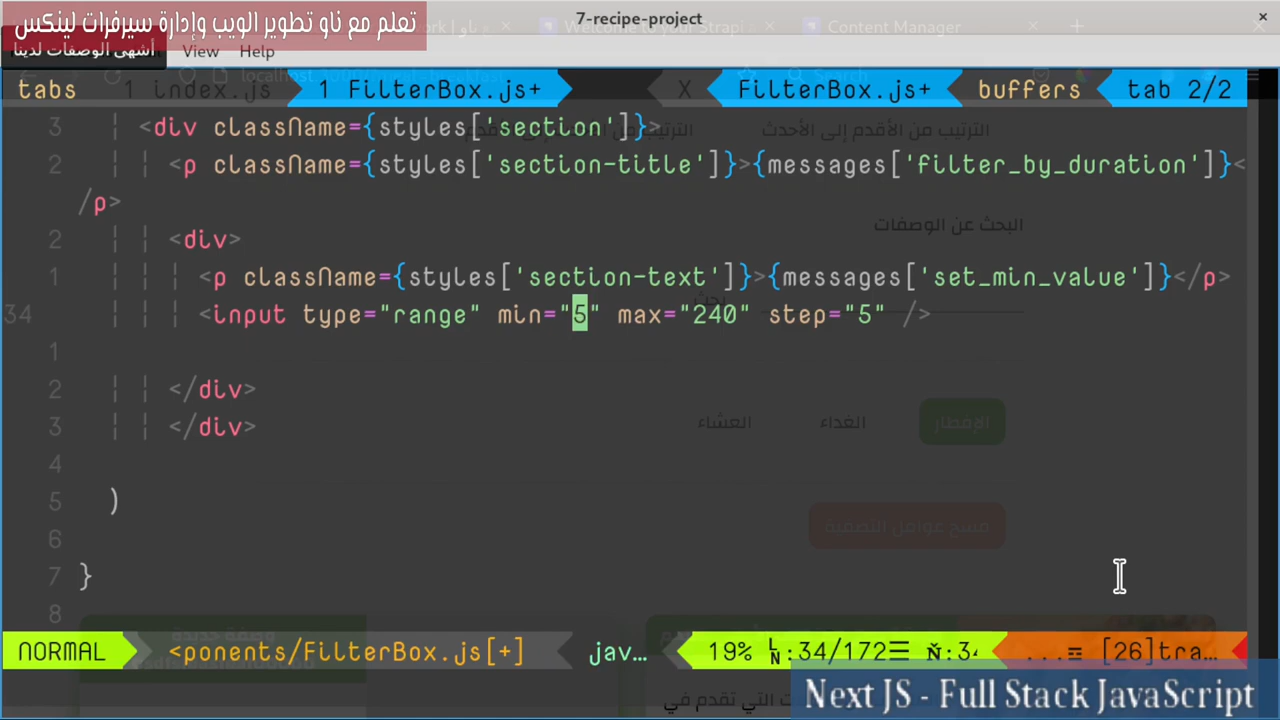 تعلم مع ناو تطوير الويب وإدارة سيرفرات لينكس
7-recipe-project
أشهى الوصفات لدينا
View Help
Welcome to your Strapi
Content Manager
localhost
Search
tabs 1 index.js 1 FilterBox.js+ X FilterBox.js+ buffers tab 2/2
3 <div className={styles['section']}>
الترتيب من الأقدم إلى الأحدث
2 <p className={styles['section-title']}>{messages['filter_by_duration']}<
/p>
البحث عن الوصفات
2 <div>
1 <p className={styles['section-text']}>{messages['set_min_value']}</p>
بحث
34 <input type="range" min="5" max="240" step="5" />
1
2 </div>
3 </div>
الإفطار الغداء العشاء
4
5 )
مسح عوامل التصفية
6
7 }
8
NORMAL <ponents/FilterBox.js[+] jav… 19% LN:34/172☰ Ň:34 ...≡ [26]tra…
التي تقدم في
Next JS - Full Stack JavaScript